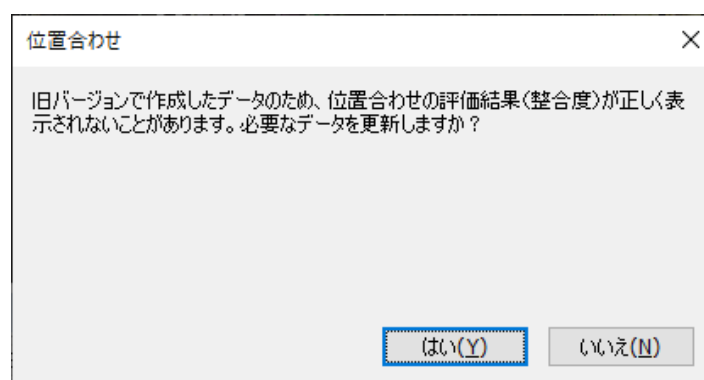 位置合わせ
旧バージョンで作成したデータのため、位置合わせの評価結果(整合度)が正しく表
示されないことがあります。必要なデータを更新しますか?
はい(Y)
いいえ(N)